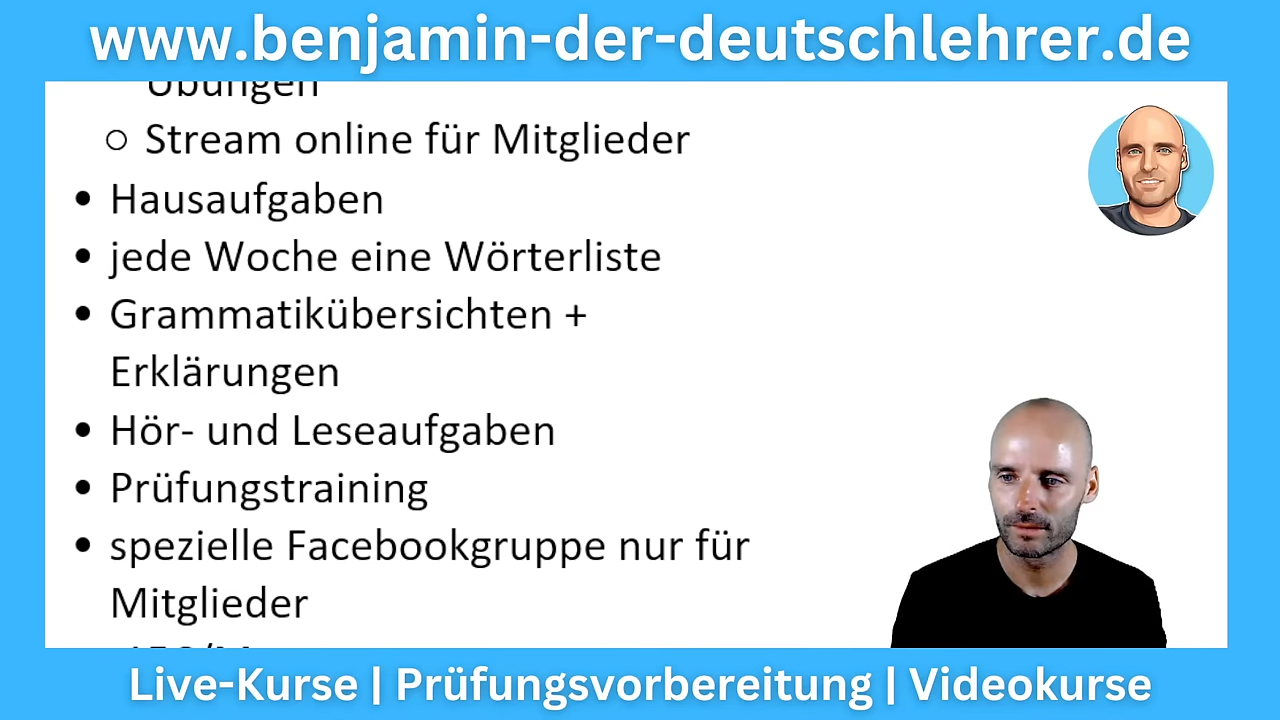 www.benjamin-der-deutschlehrer.de
Übungen
○ Stream online für Mitglieder
• Hausaufgaben
• jede Woche eine Wörterliste
• Grammatikübersichten +
Erklärungen
• Hör- und Leseaufgaben
• Prüfungstraining
• spezielle Facebookgruppe nur für
Mitglieder
Live-Kurse | Prüfungsvorbereitung | Videokurse